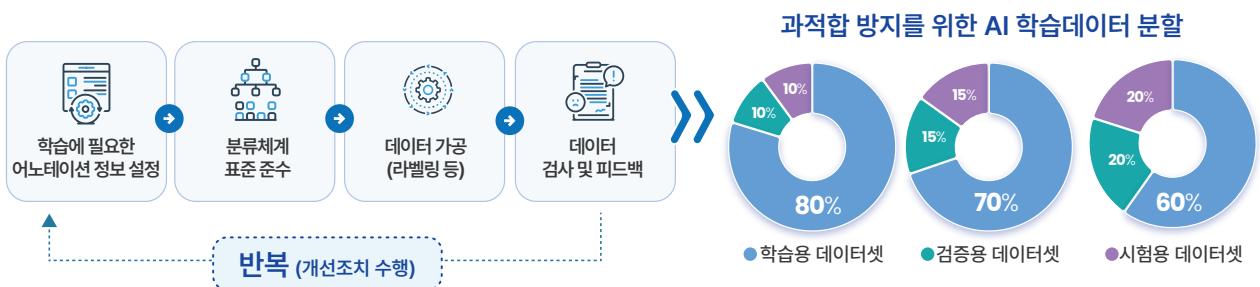 과적합 방지를 위한 AI 학습데이터 분할
학습에 필요한
어노테이션 정보 설정
분류체계
표준 준수
데이터 가공
(라벨링 등)
데이터
검사 및 피드백
반복 (개선조치 수행)
10%
10%
80%
15%
15%
70%
20%
20%
60%
학습용 데이터셋
검증용 데이터셋
시험용 데이터셋